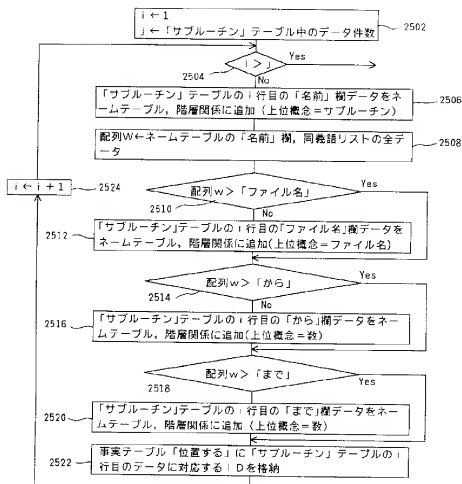 i ← 1
j ← 「サブルーチン」テーブル中のデータ件数
2502
i > j
Yes
2504
No
「サブルーチン」テーブルの i 行目の「名前」欄データをネ
ームテーブル，階層関係に追加（上位概念＝サブルーチン）
2506
配列W←ネームテーブルの「名前」欄，同義語リストの全デ
ータ
2508
i ← i + 1
2524
配列w＞「ファイル名」
Yes
2510
No
2512
「サブルーチン」テーブルの i 行目の「ファイル名」欄データを
ネームテーブル，階層関係に追加(上位概念＝ファイル名)
配列w＞「から」
Yes
2514
No
2516
「サブルーチン」テーブルの i 行目の「から」欄データをネー
ムテーブル，階層関係に追加（上位概念＝数）
配列w＞「まで」
2518
Yes
2520
「サブルーチン」テーブルの i 行目の「まで」欄データをネー
ムテーブル，階層関係に追加（上位概念＝数）
2522
事実テーブル「位置する」に「サブルーチン」テーブルの i
行目のデータに対応するIDを格納